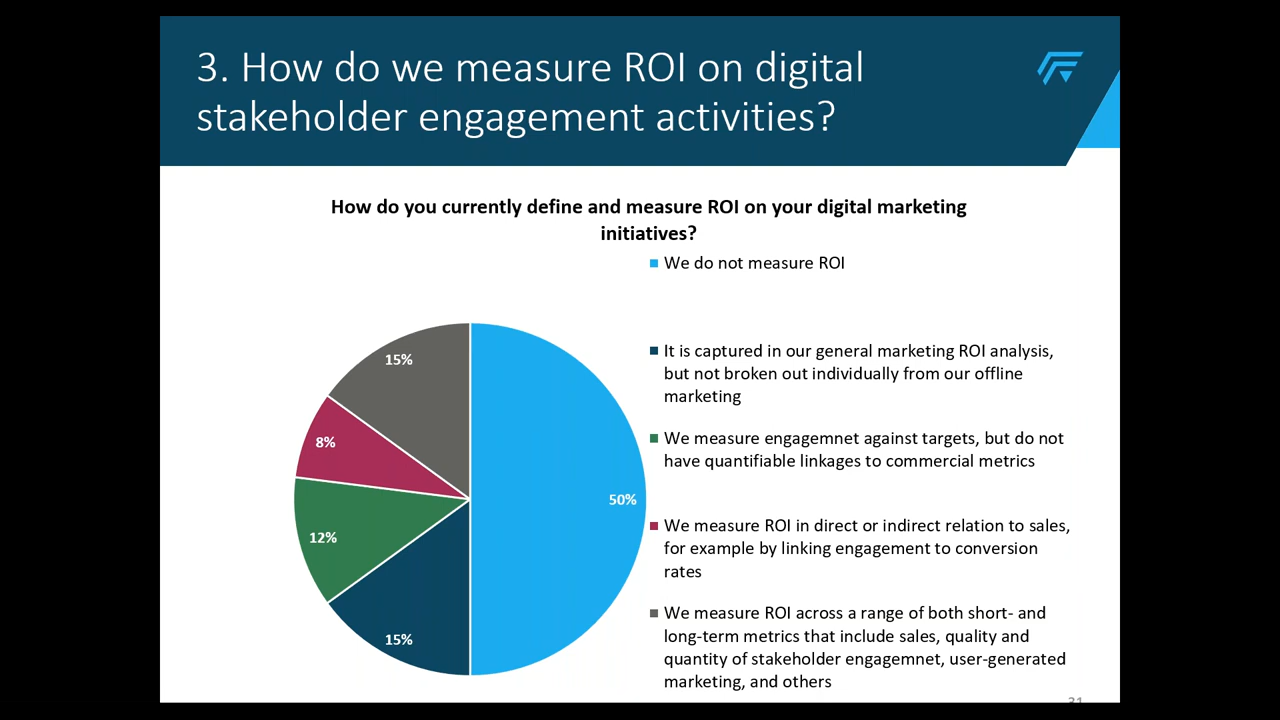 3. How do we measure ROI on digital
stakeholder engagement activities?
How do you currently define and measure ROI on your digital marketing
initiatives?
We do not measure ROI
It is captured in our general marketing ROI analysis,
but not broken out individually from our offline
marketing
We measure engagemnet against targets, but do not
have quantifiable linkages to commercial metrics
We measure ROI in direct or indirect relation to sales,
for example by linking engagement to conversion
rates
We measure ROI across a range of both short- and
long-term metrics that include sales, quality and
quantity of stakeholder engagemnet, user-generated
marketing, and others
15%
8%
50%
12%
15%
31